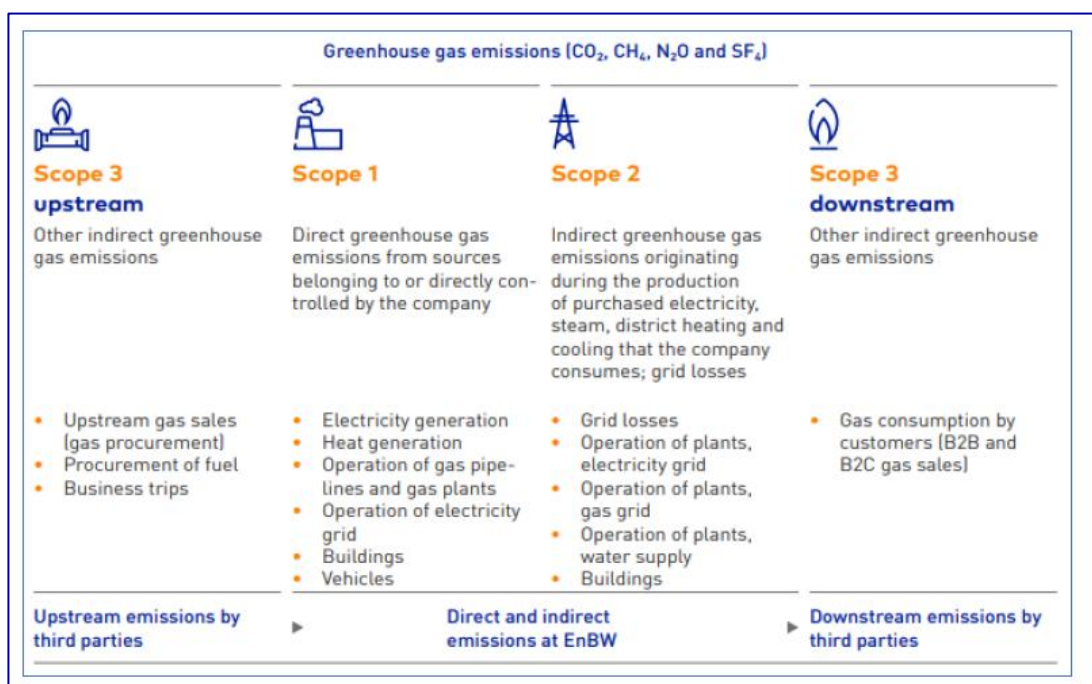 Greenhouse gas emissions (CO₂, CH₄, N₂O and SF₄)
Scope 3
upstream
Other indirect greenhouse
gas emissions
• Upstream gas sales
(gas procurement)
• Procurement of fuel
• Business trips
Upstream emissions by
third parties
Scope 1
Direct greenhouse gas
emissions from sources
belonging to or directly con-
trolled by the company
• Electricity generation
• Heat generation
• Operation of gas pipe-
lines and gas plants
• Operation of electricity
grid
• Buildings
• Vehicles
Scope 2
Indirect greenhouse gas
emissions originating
during the production
of purchased electricity,
steam, district heating and
cooling that the company
consumes; grid losses
• Grid losses
• Operation of plants,
electricity grid
• Operation of plants,
gas grid
• Operation of plants,
water supply
• Buildings
Direct and indirect
emissions at EnBW
Scope 3
downstream
Other indirect greenhouse
gas emissions
• Gas consumption by
customers (B2B and
B2C gas sales)
Downstream emissions by
third parties